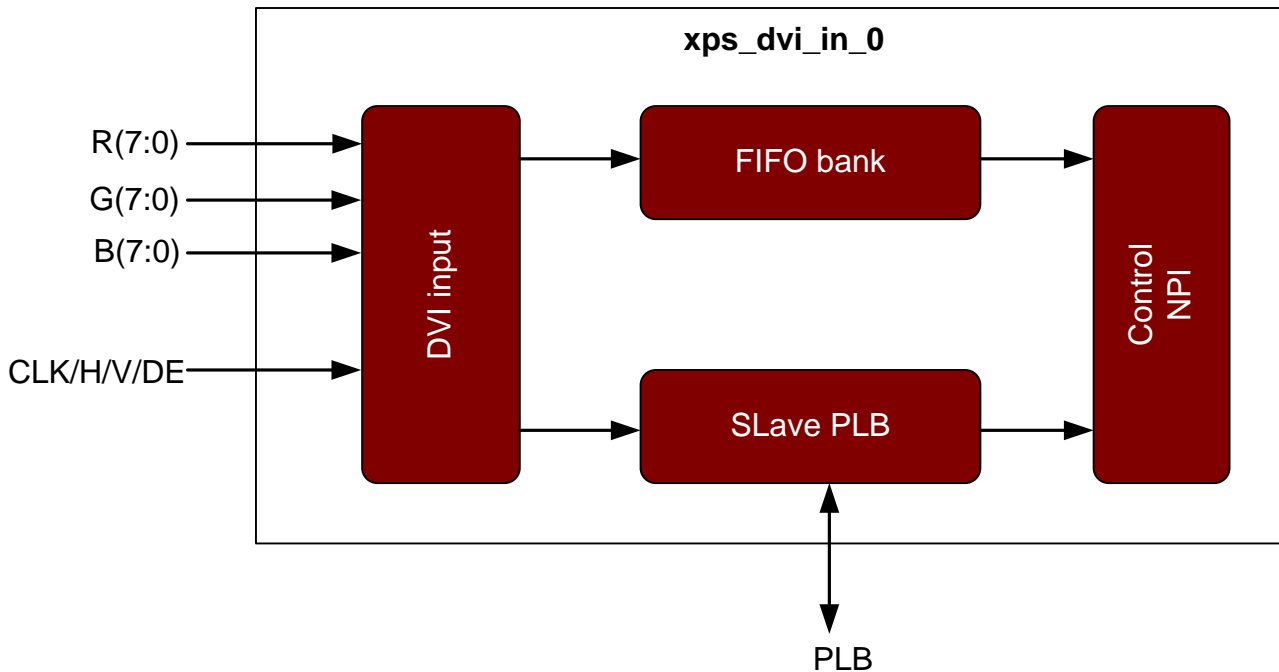 xps_dvi_in_0
R(7:0)
G(7:0)
B(7:0)
CLK/H/V/DE
DVI input
FIFO bank
SLave PLB
Control
NPI
PLB